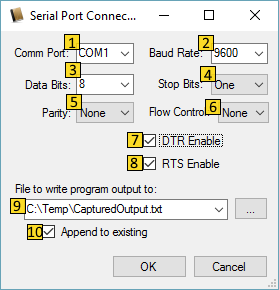 Serial Port Connec...
1 2
Comm Port: COM1 Baud Rate: 9600
3 4
Data Bits: 8 Stop Bits: One
5 6
Parity: None Flow Control: None
7 DTR Enable
8 RTS Enable
File to write program output to:
9 C:\Temp\CapturedOutput.txt ...
10 Append to existing
OK Cancel